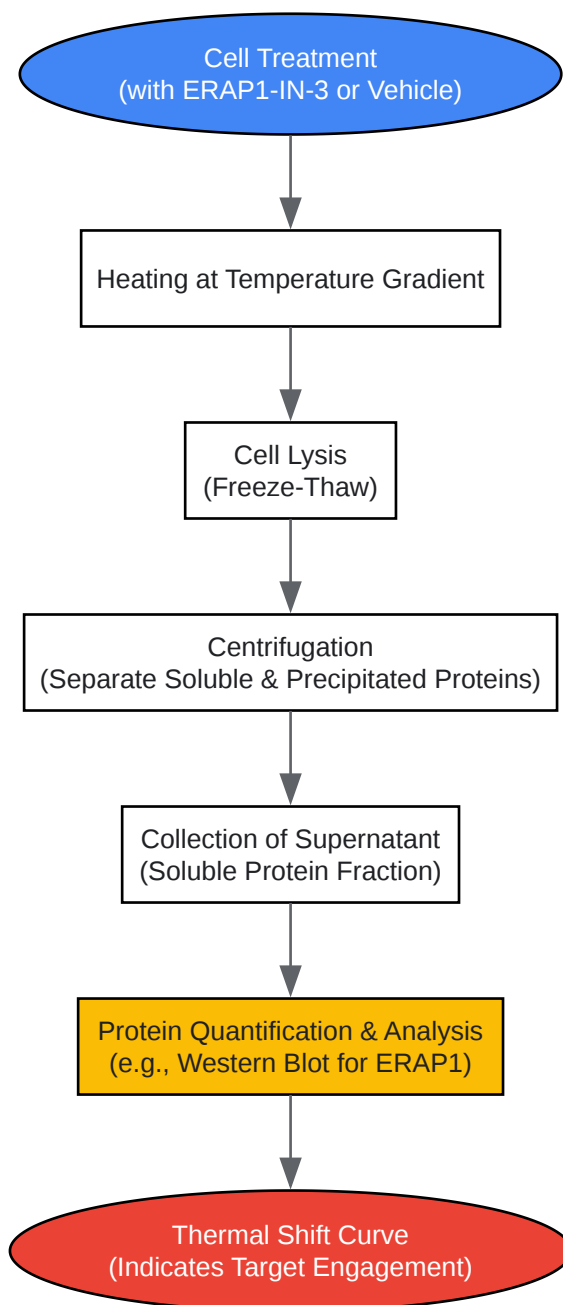 Cell Treatment
(with ERAP1-IN-3 or Vehicle)
Heating at Temperature Gradient
Cell Lysis
(Freeze-Thaw)
Centrifugation
(Separate Soluble & Precipitated Proteins)
Collection of Supernatant
(Soluble Protein Fraction)
Protein Quantification & Analysis
(e.g., Western Blot for ERAP1)
Thermal Shift Curve
(Indicates Target Engagement)